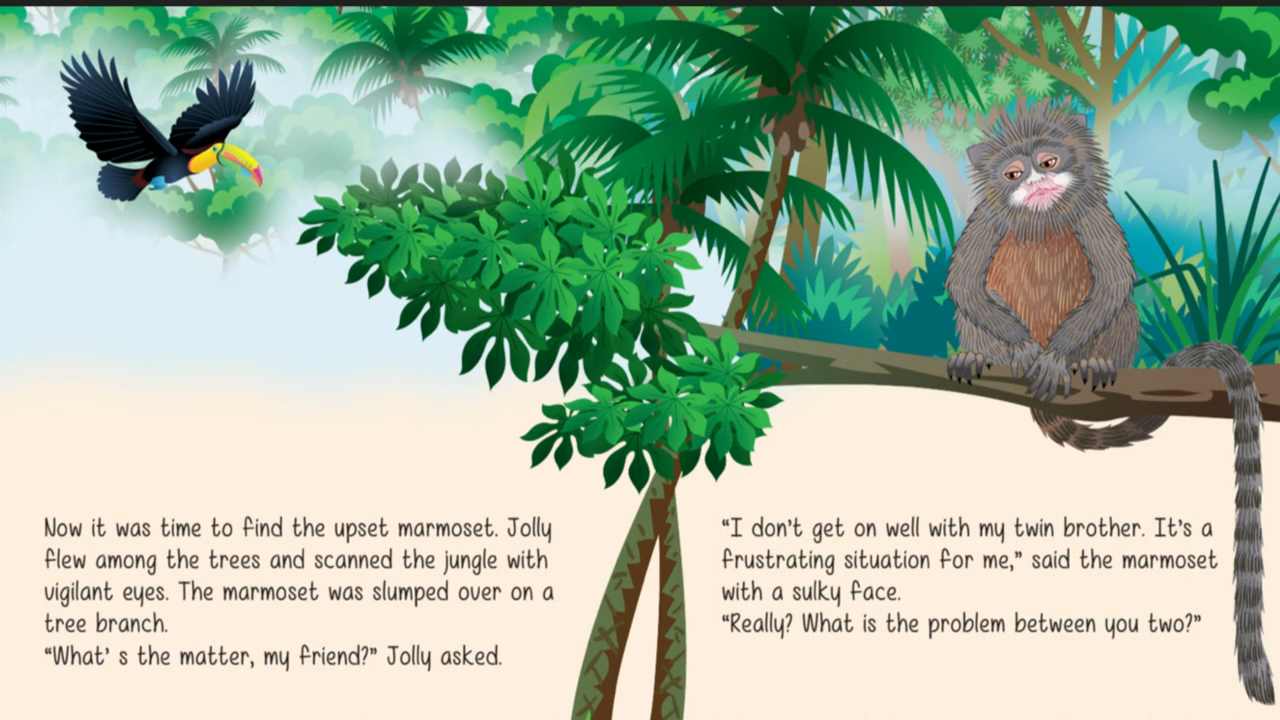 Now it was time to find the upset marmoset. Jolly
flew among the trees and scanned the jungle with
vigilant eyes. The marmoset was slumped over on a
tree branch.
“What’ s the matter, my friend?” Jolly asked.
“I don’t get on well with my twin brother. It’s a
frustrating situation for me,” said the marmoset
with a sulky face.
“Really? What is the problem between you two?”